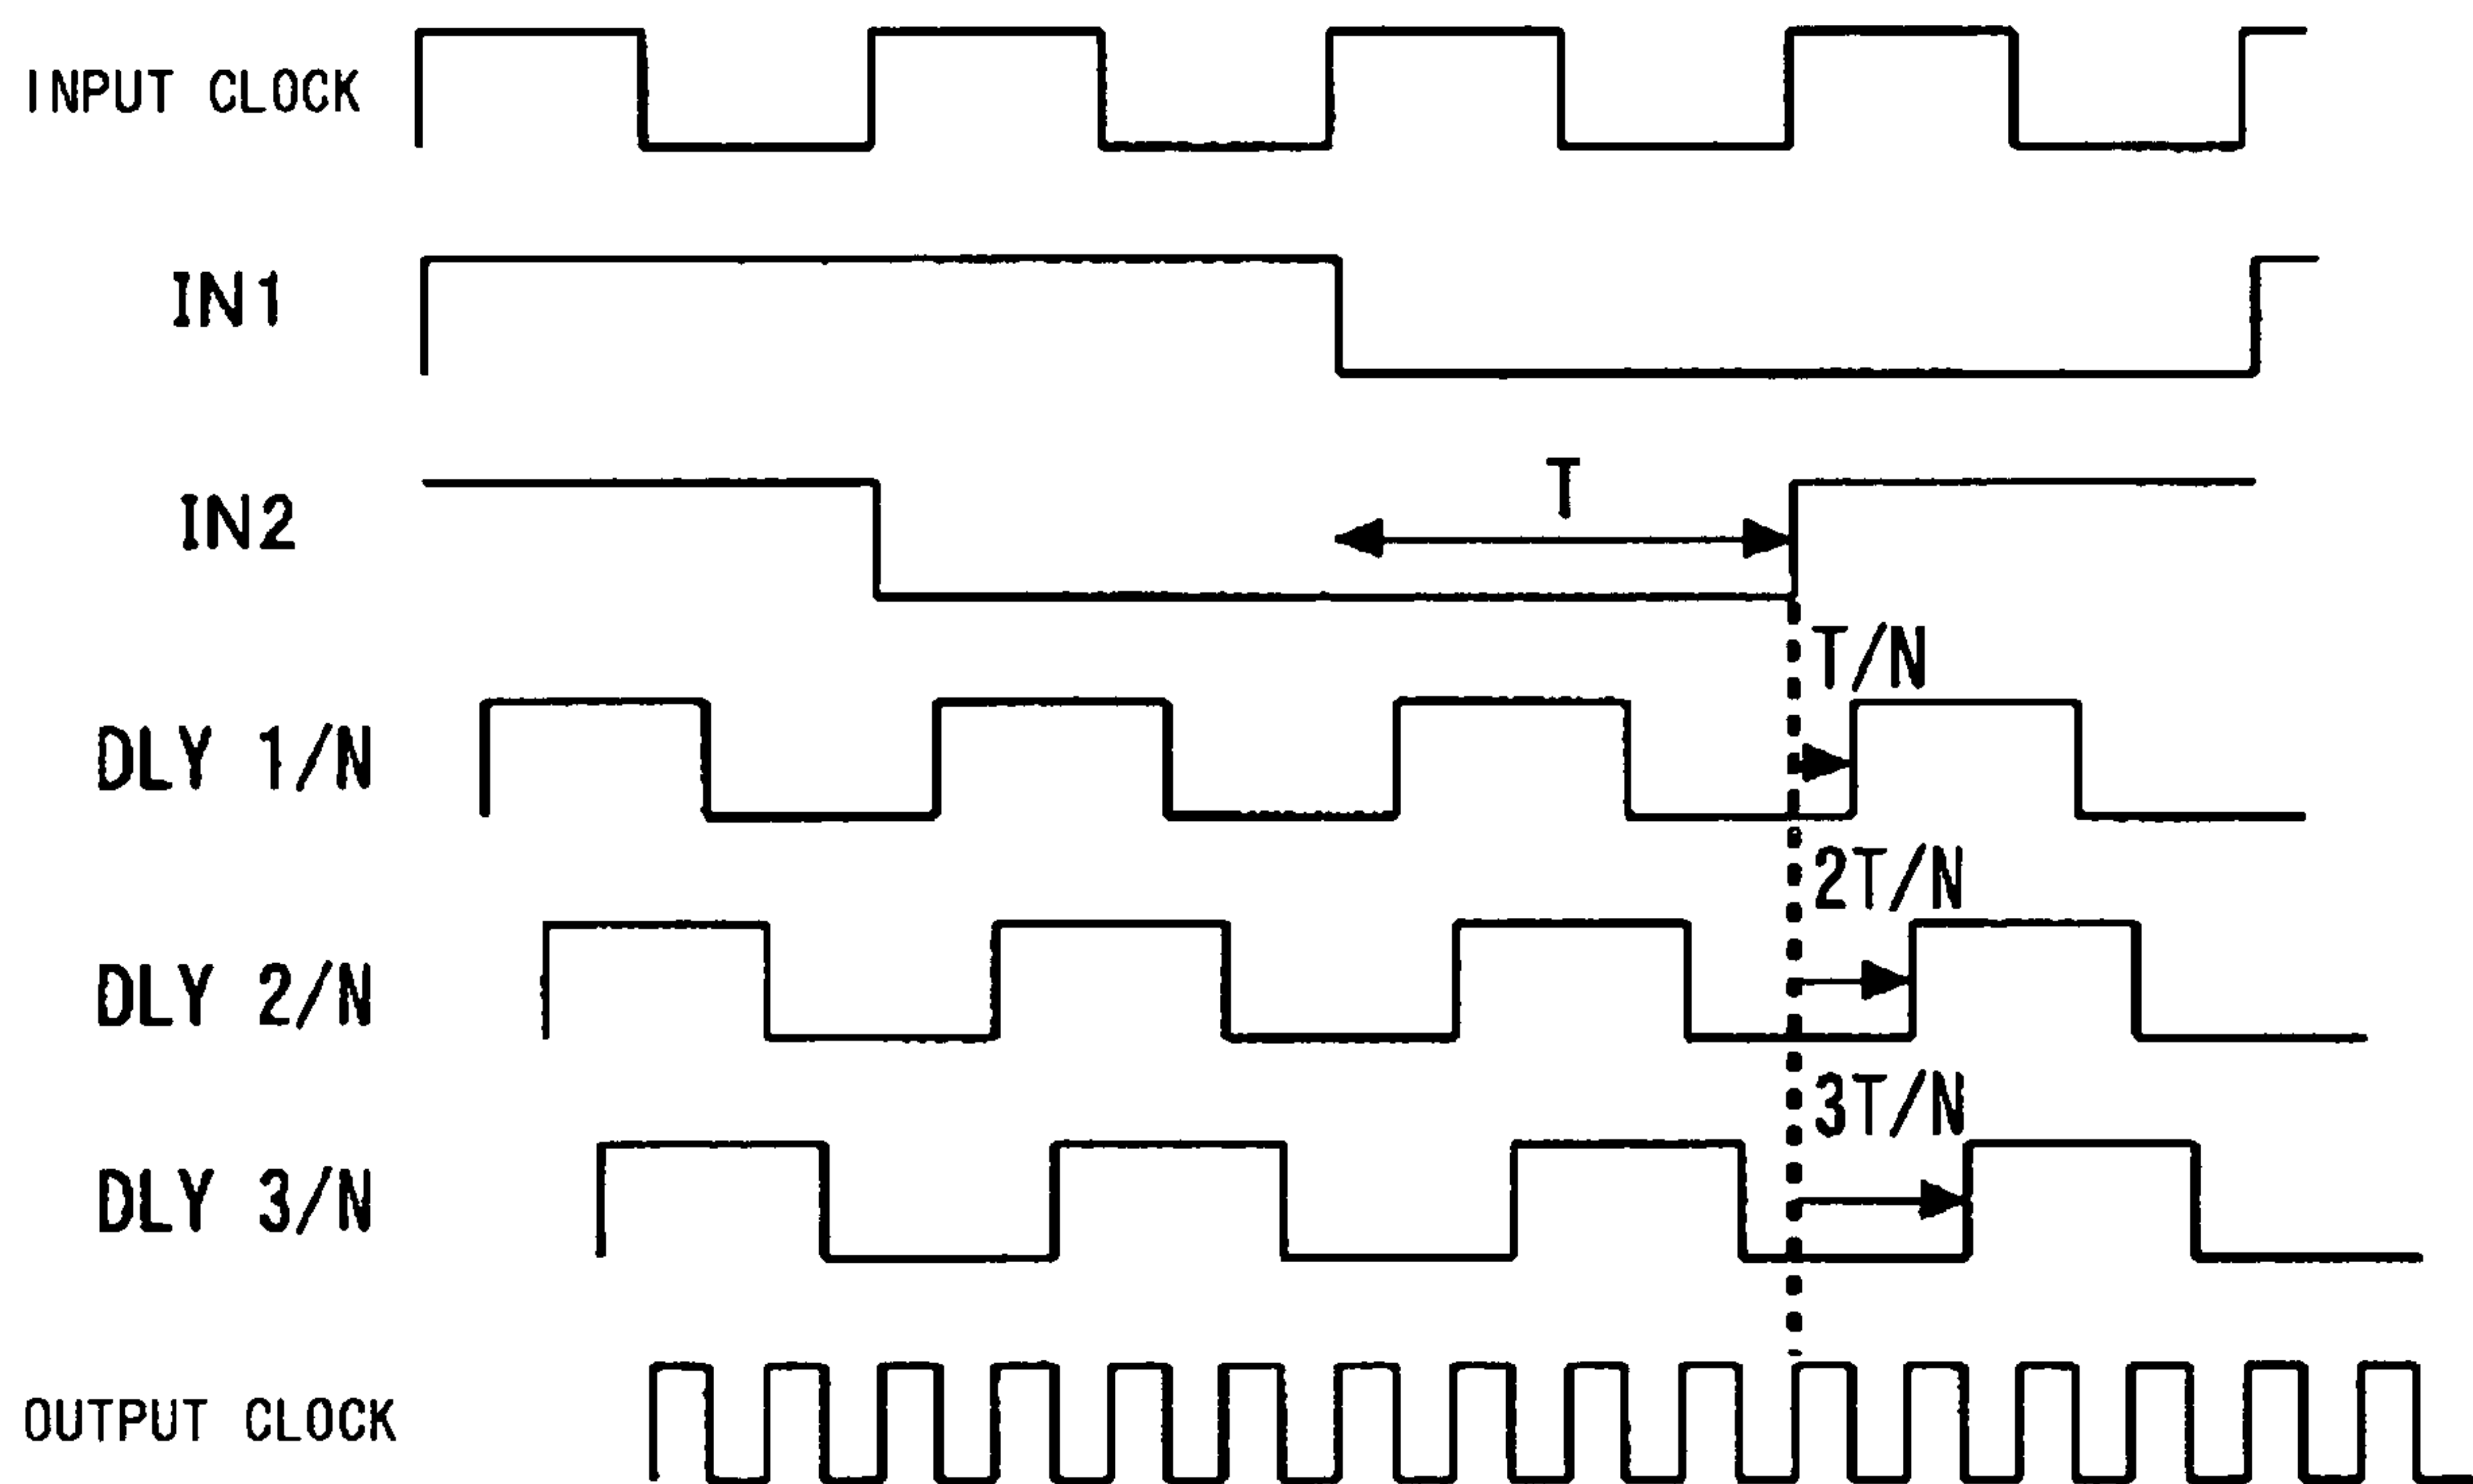 INPUT CLOCK
IN1
T
IN2
T/N
DLY 1/N
2T/N
DLY 2/N
3T/N
DLY 3/N
OUTPUT CLOCK